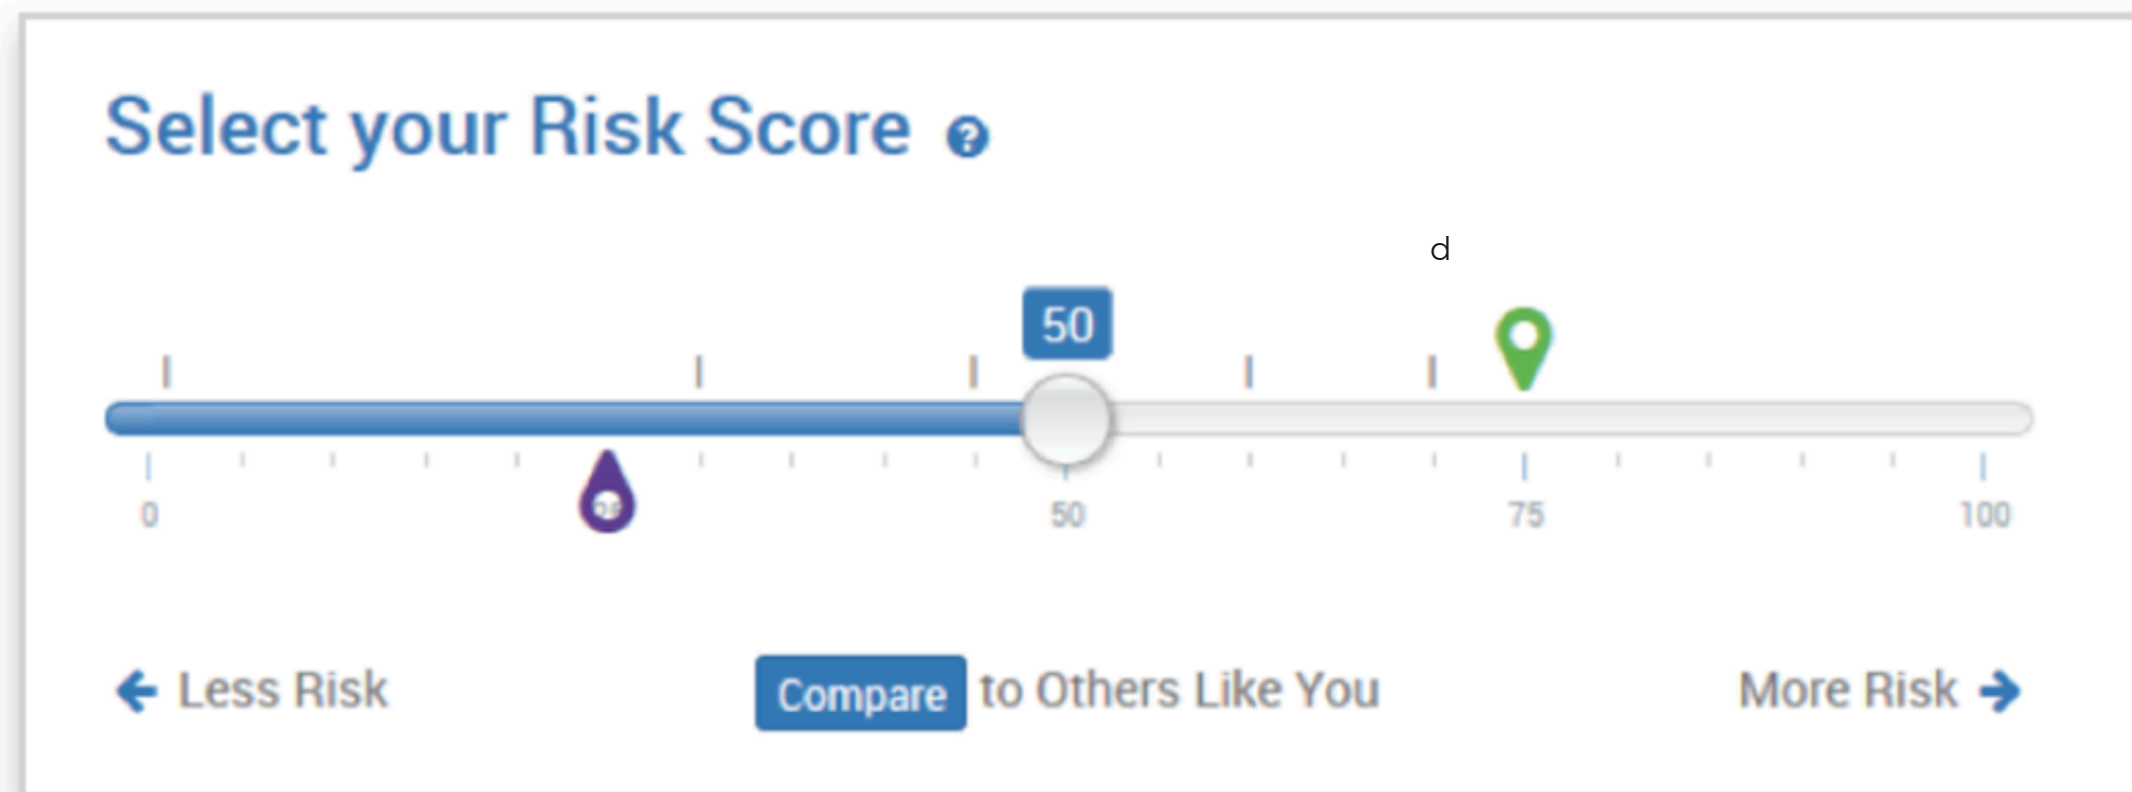 Select your Risk Score ?
d
50
0 50 75 100
Less Risk Compare to Others Like You More Risk